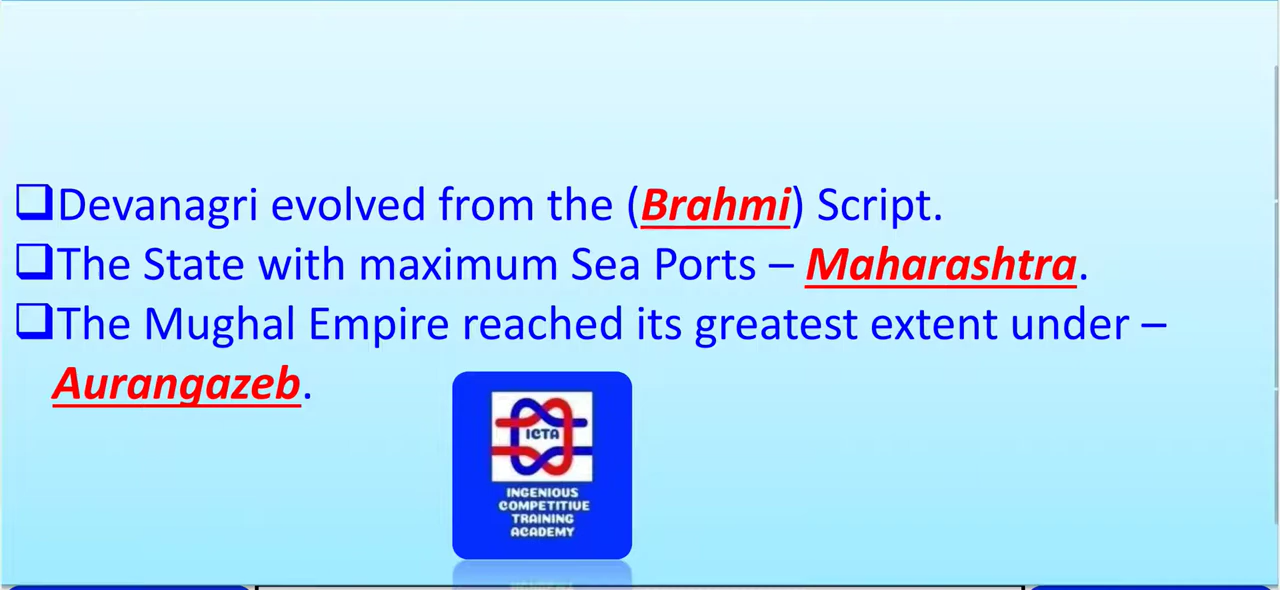 ❑Devanagri evolved from the (Brahmi) Script.
❑The State with maximum Sea Ports – Maharashtra.
❑The Mughal Empire reached its greatest extent under –
Aurangazeb.
ICTA
INGENIOUS
COMPETITIVE
TRAINING
ACADEMY